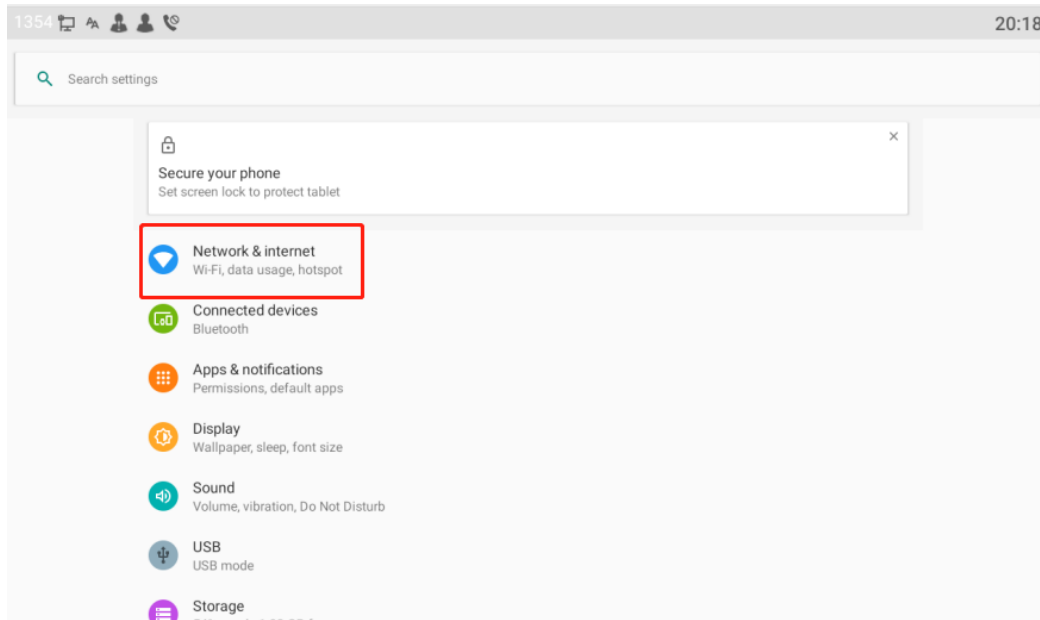 1354
20:18
Search settings
Secure your phone
Set screen lock to protect tablet
Network & internet
Wi-Fi, data usage, hotspot
Connected devices
Bluetooth
Apps & notifications
Permissions, default apps
Display
Wallpaper, sleep, font size
Sound
Volume, vibration, Do Not Disturb
USB
USB mode
Storage